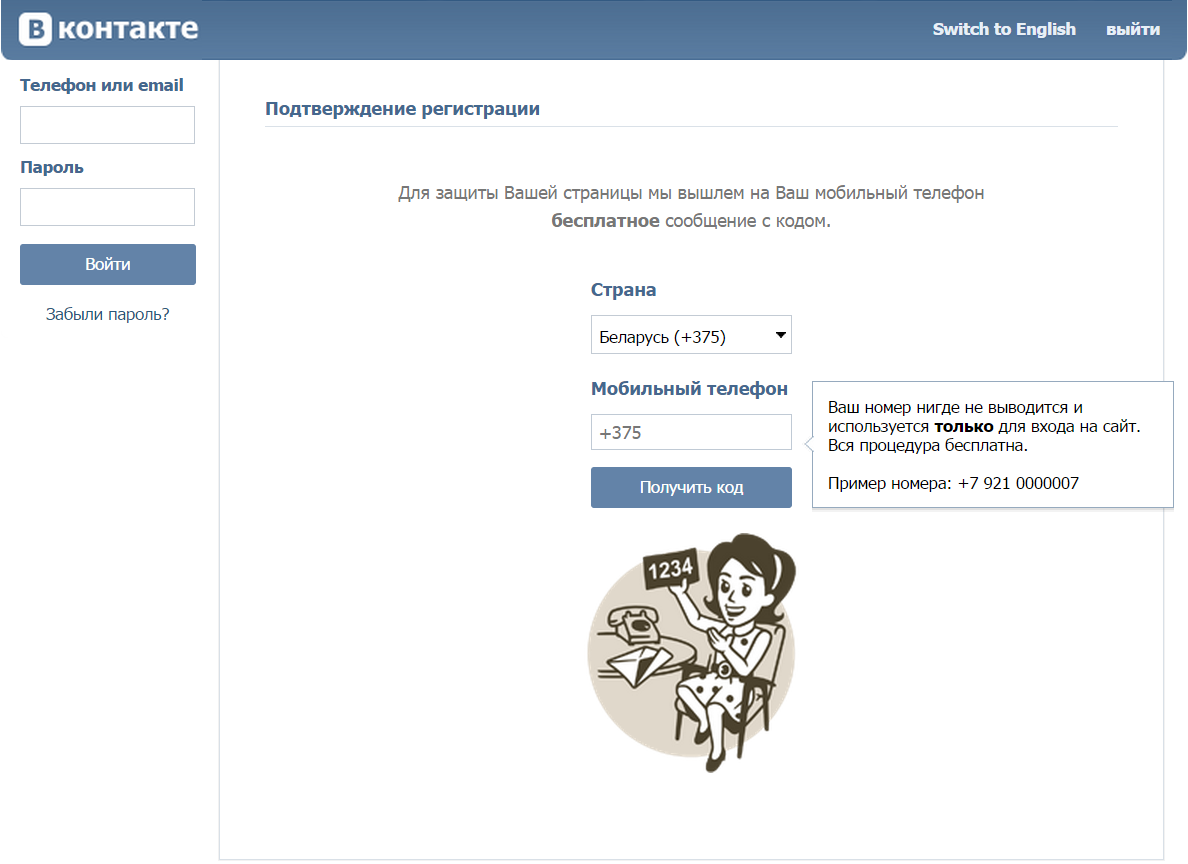 В контакте
Switch to English
выйти
Телефон или email
Пароль
Войти
Забыли пароль?
Подтверждение регистрации
Для защиты Вашей страницы мы вышлем на Ваш мобильный телефон
бесплатное сообщение с кодом.
Страна
Беларусь (+375)
Мобильный телефон
+375
Получить код
Ваш номер нигде не выводится и
используется только для входа на сайт.
Вся процедура бесплатна.
Пример номера: +7 921 0000007
1234